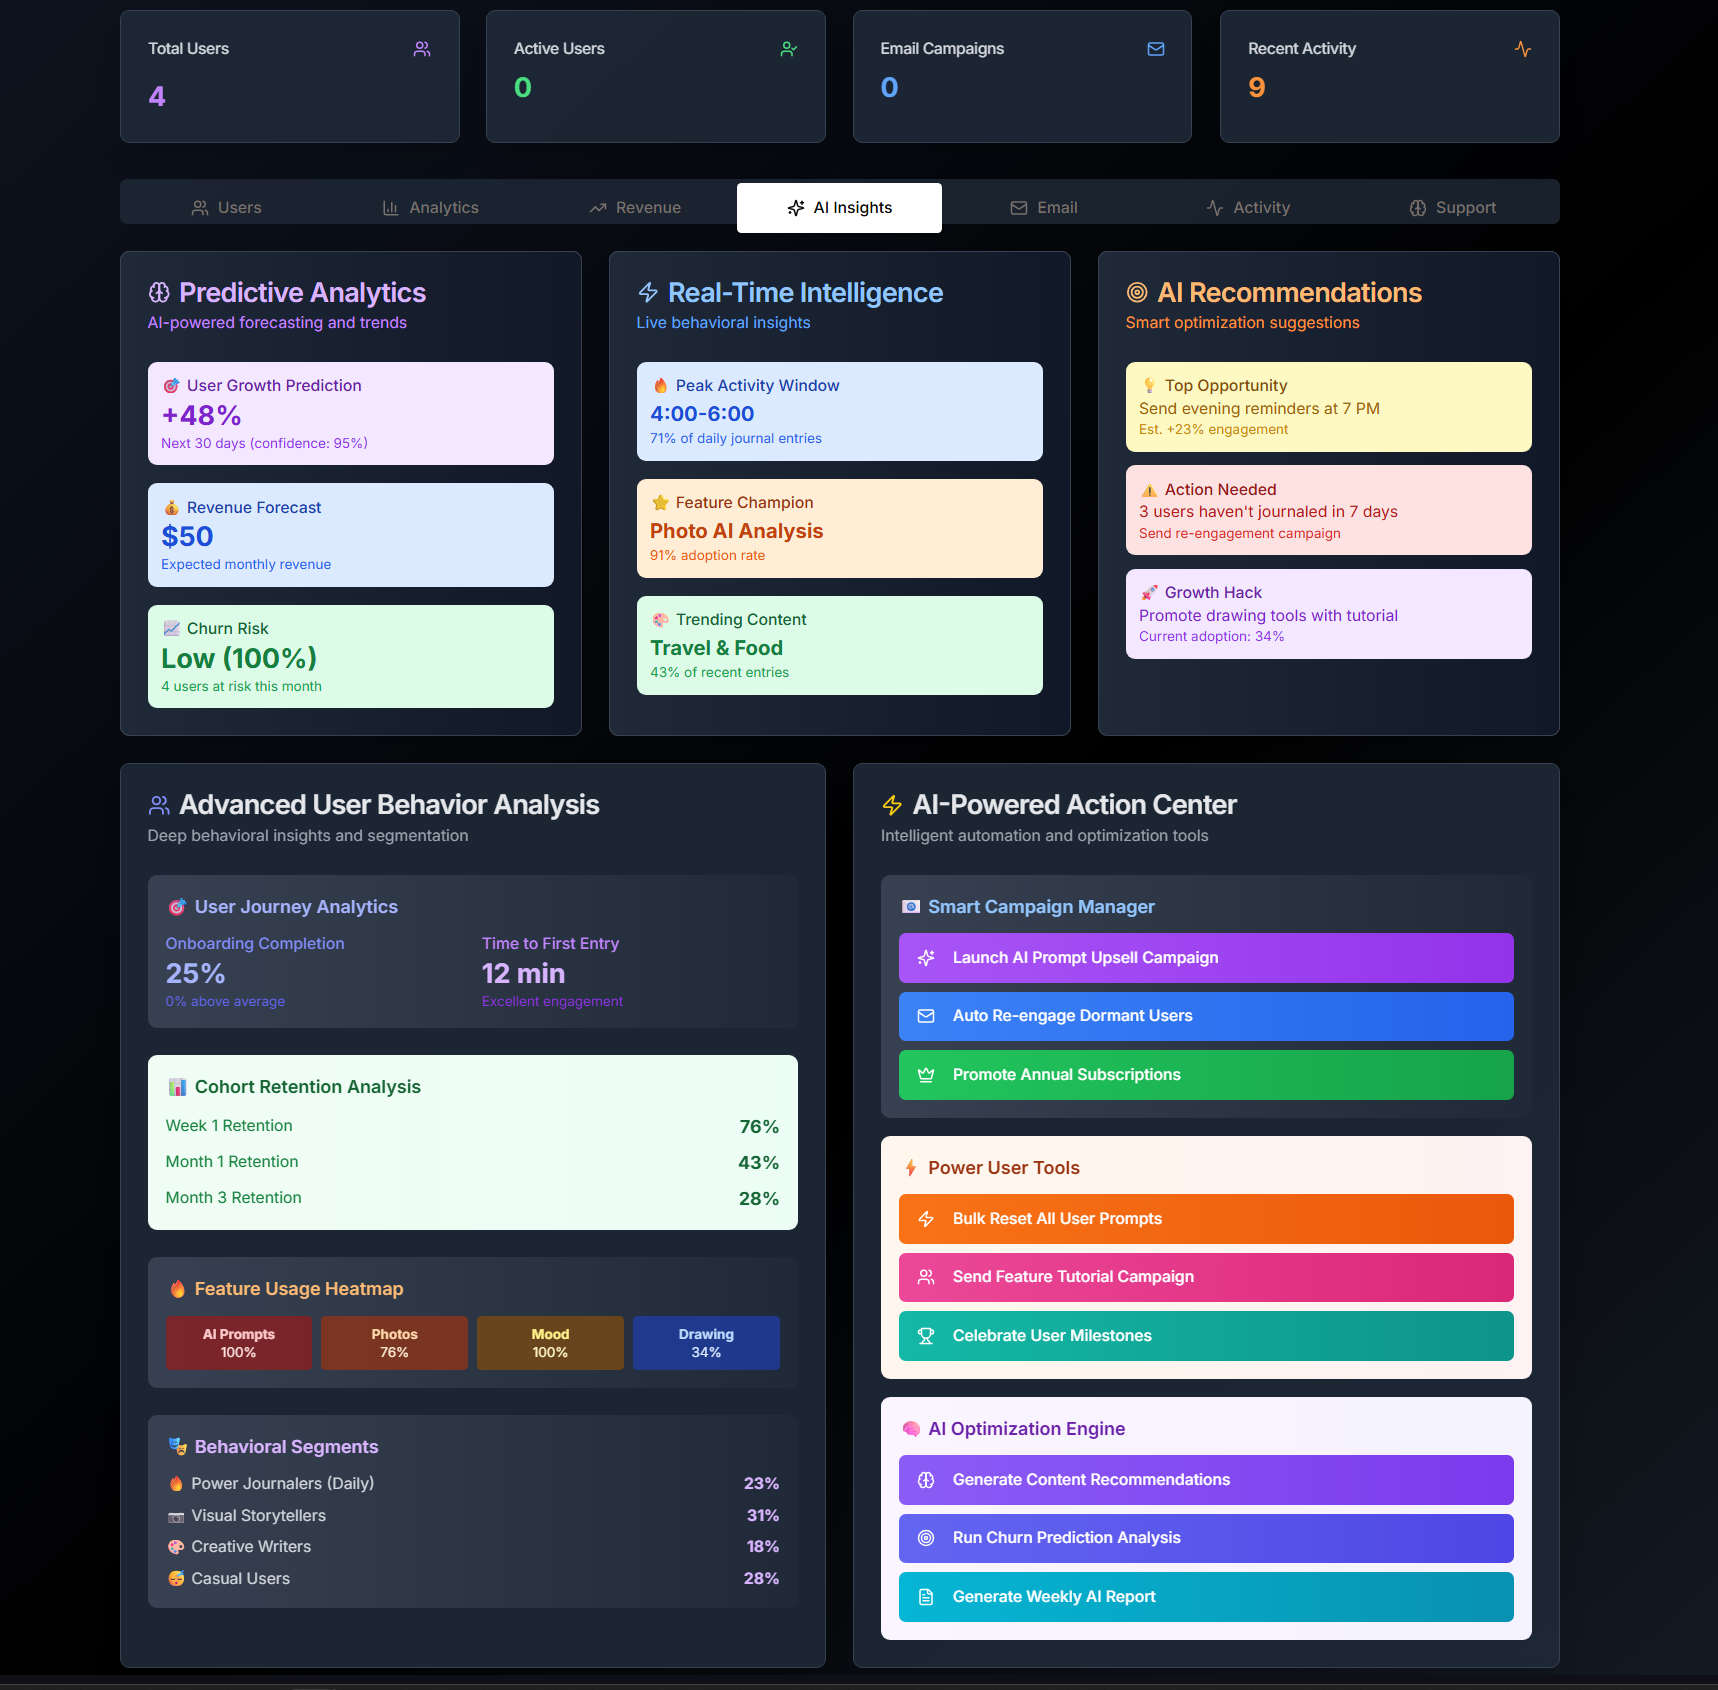 Total Users
4
Active Users
0
Email Campaigns
0
Recent Activity
9
Users
Analytics
Revenue
AI Insights
Email
Activity
Support
Predictive Analytics
AI-powered forecasting and trends
🎯 User Growth Prediction
+48%
Next 30 days (confidence: 95%)
💰 Revenue Forecast
$50
Expected monthly revenue
📈 Churn Risk
Low (100%)
4 users at risk this month
Real-Time Intelligence
Live behavioral insights
🔥 Peak Activity Window
4:00-6:00
71% of daily journal entries
⭐ Feature Champion
Photo AI Analysis
91% adoption rate
🎨 Trending Content
Travel & Food
43% of recent entries
AI Recommendations
Smart optimization suggestions
💡 Top Opportunity
Send evening reminders at 7 PM
Est. +23% engagement
⚠️ Action Needed
3 users haven't journaled in 7 days
Send re-engagement campaign
🚀 Growth Hack
Promote drawing tools with tutorial
Current adoption: 34%
Advanced User Behavior Analysis
Deep behavioral insights and segmentation
🎯 User Journey Analytics
Onboarding Completion
25%
0% above average
Time to First Entry
12 min
Excellent engagement
📊 Cohort Retention Analysis
Week 1 Retention 76%
Month 1 Retention 43%
Month 3 Retention 28%
🔥 Feature Usage Heatmap
AI Prompts
100%
Photos
76%
Mood
100%
Drawing
34%
🎭 Behavioral Segments
🔥 Power Journalers (Daily) 23%
📷 Visual Storytellers 31%
🎨 Creative Writers 18%
😴 Casual Users 28%
AI-Powered Action Center
Intelligent automation and optimization tools
📧 Smart Campaign Manager
Launch AI Prompt Upsell Campaign
Auto Re-engage Dormant Users
Promote Annual Subscriptions
⚡ Power User Tools
Bulk Reset All User Prompts
Send Feature Tutorial Campaign
Celebrate User Milestones
🧠 AI Optimization Engine
Generate Content Recommendations
Run Churn Prediction Analysis
Generate Weekly AI Report